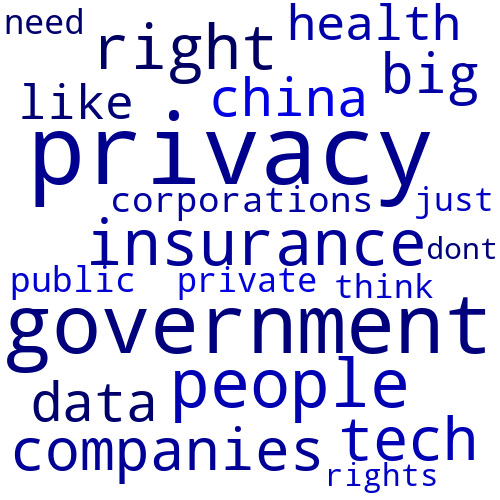 need
right
health
big
like
china
privacy
corporations
just
insurance
dont
public
private
think
government
data
people
companies
tech
rights